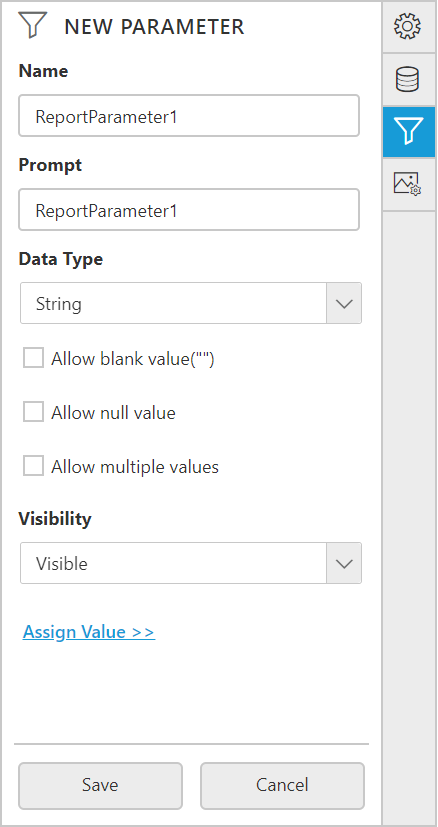 NEW PARAMETER
Name
ReportParameter1
Prompt
ReportParameter1
Data Type
String
Allow blank value("")
Allow null value
Allow multiple values
Visibility
Visible
Assign Value >>
Save Cancel